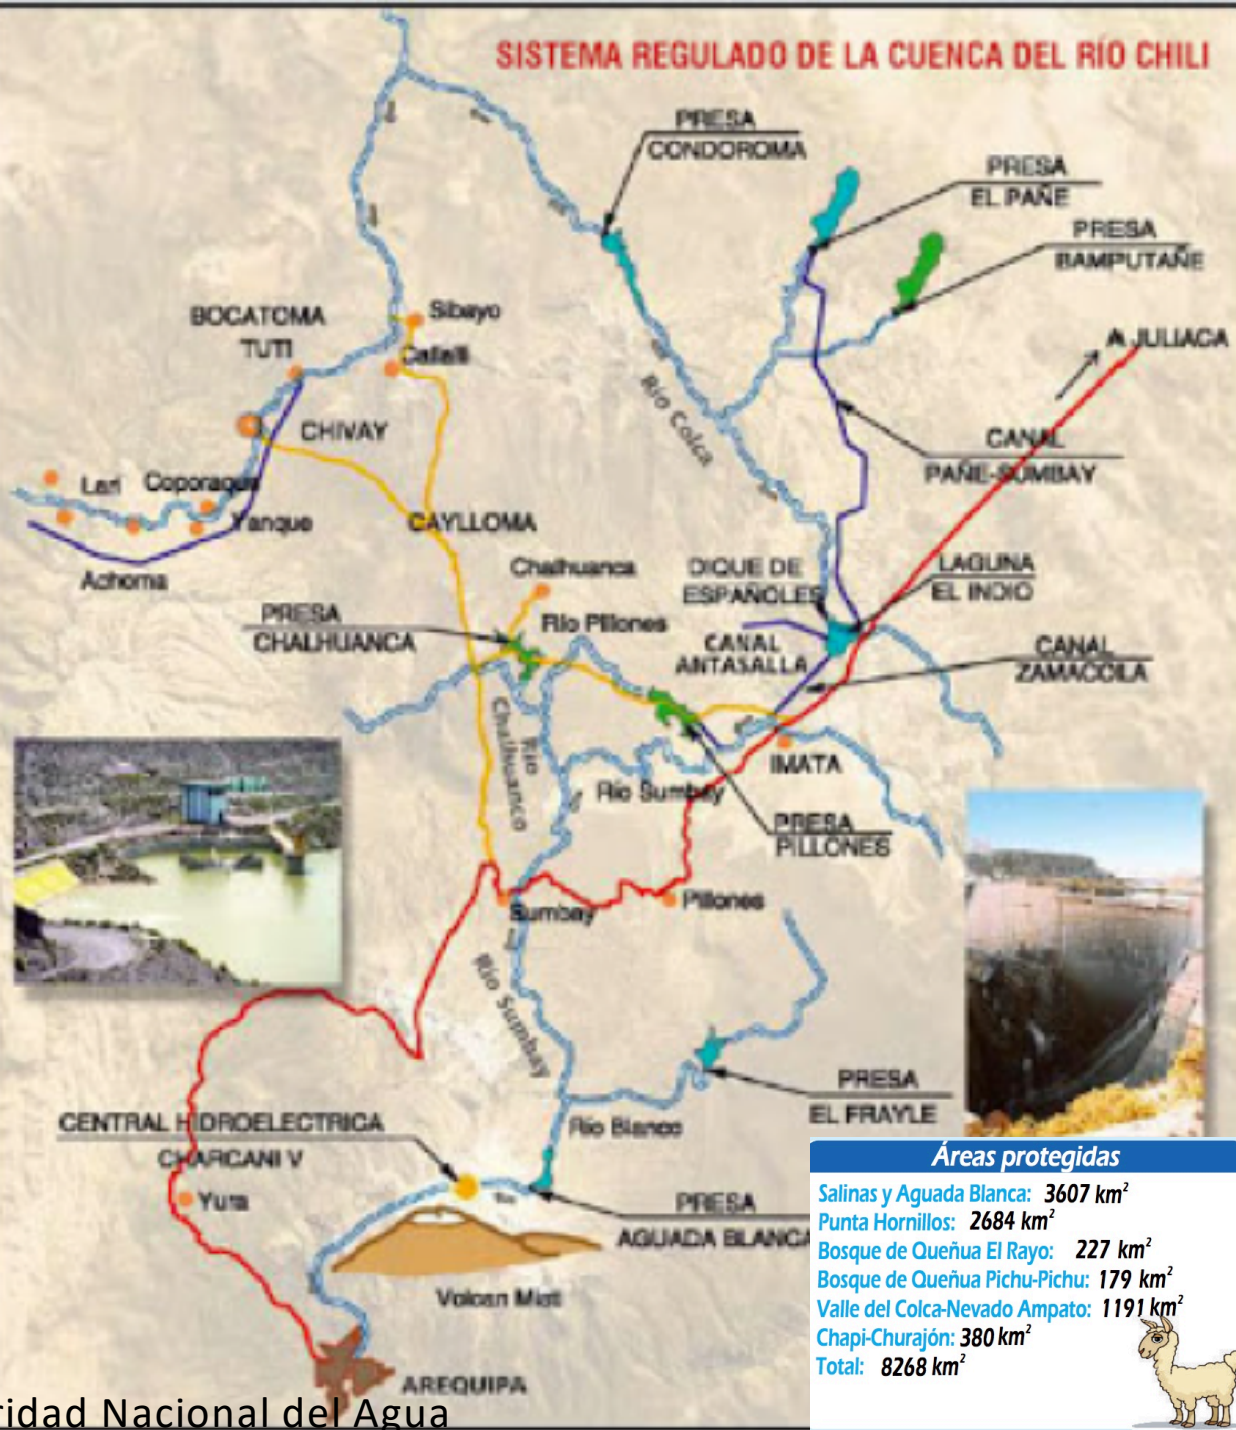 SISTEMA REGULADO DE LA CUENCA DEL RÍO CHILI
PRESA
CONDOROMA
PRESA
EL PAÑE
PRESA
BAMPUTAÑE
BOCATOMA
TUTI
Sibayo
Callalli
A JULIACA
Río Colca
CHIVAY
CANAL
PAÑE-SUMBAY
Lari
Coporaque
Yanque
CAYLLOMA
Achoma
Chalhuanca
DIQUE DE
ESPAÑOLES
LAGUNA
EL INDIO
PRESA
CHALHUANCA
Río Pillones
CANAL
ANTASALLA
CANAL
ZAMACCILA
Río
Chalhuanco
IMATA
Río Sumbay
PRESA
PILLONES
Sumbay
Pillones
Río Sumbay
PRESA
EL FRAYLE
CENTRAL HIDROELECTRICA
CHARCANI V
Río Blanco
Yura
PRESA
AGUADA BLANCA
Volcan Misti
AREQUIPA
ridad Nacional del Agua
Áreas protegidas
Salinas y Aguada Blanca: 3607 km²
Punta Hornillos: 2684 km²
Bosque de Queñua El Rayo: 227 km²
Bosque de Queñua Pichu-Pichu: 179 km²
Valle del Colca-Nevado Ampato: 1191 km²
Chapi-Churajón: 380 km²
Total: 8268 km²